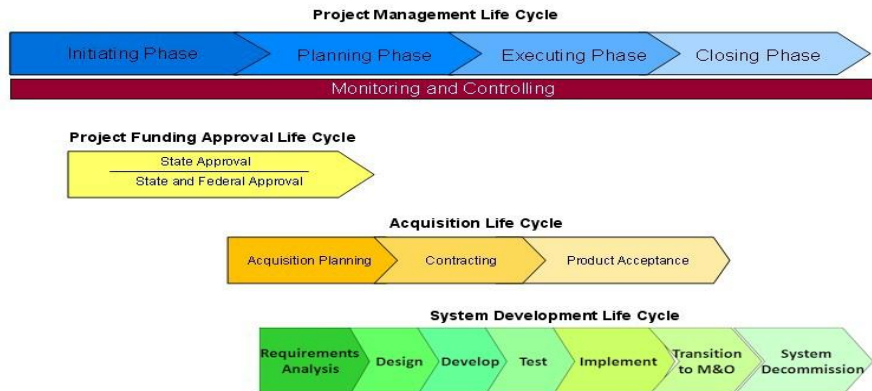 Project Management Life Cycle
Initiating Phase
Planning Phase
Executing Phase
Closing Phase
Monitoring and Controlling
Project Funding Approval Life Cycle
State Approval
State and Federal Approval
Acquisition Life Cycle
Acquisition Planning
Contracting
Product Acceptance
System Development Life Cycle
Requirements
Analysis
Design
Develop
Test
Implement
Transition
to M&O
System
Decommission